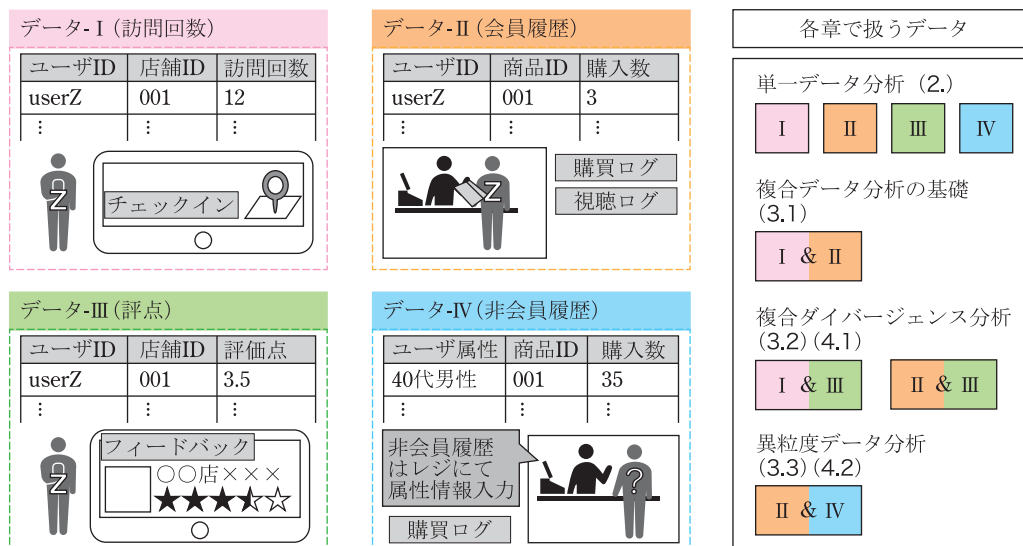 データ-Ⅰ(訪問回数)
ユーザID 店舗ID 訪問回数
userZ 001 12
⋮ ⋮ ⋮
Z
チェックイン
データ-Ⅱ(会員履歴)
ユーザID 商品ID 購入数
userZ 001 3
⋮ ⋮ ⋮
Z
購買ログ
視聴ログ
データ-Ⅲ(評点)
ユーザID 店舗ID 評価点
userZ 001 3.5
⋮ ⋮ ⋮
Z
フィードバック
○○店×××
データ-Ⅳ(非会員履歴)
ユーザ属性 商品ID 購入数
40代男性 001 35
⋮ ⋮ ⋮
非会員履歴
はレジにて
属性情報入力
?
購買ログ
各章で扱うデータ
単一データ分析(2.)
Ⅰ Ⅱ Ⅲ Ⅳ
複合データ分析の基礎
(3.1)
Ⅰ & Ⅱ
複合ダイバージェンス分析
(3.2)(4.1)
Ⅰ & Ⅲ Ⅱ & Ⅲ
異粒度データ分析
(3.3)(4.2)
Ⅱ & Ⅳ